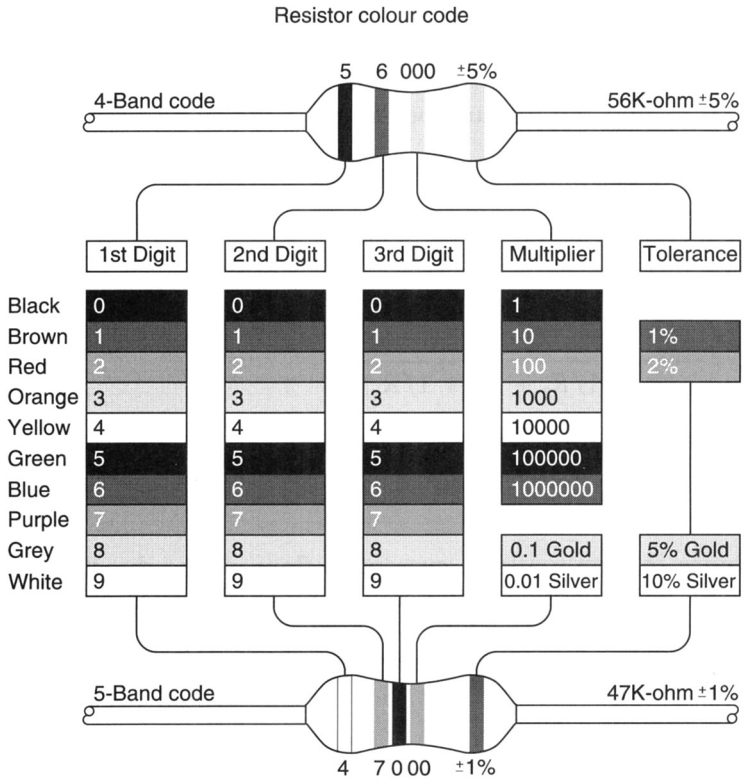 Resistor colour code
5 6 000 ±5%
4-Band code 56K-ohm ±5%
1st Digit 2nd Digit 3rd Digit Multiplier Tolerance
Black 0 0 0 1
Brown 1 1 1 10 1%
Red 2 2 2 100 2%
Orange 3 3 3 1000
Yellow 4 4 4 10000
Green 5 5 5 100000
Blue 6 6 6 1000000
Purple 7 7 7
Grey 8 8 8 0.1 Gold 5% Gold
White 9 9 9 0.01 Silver 10% Silver
5-Band code 47K-ohm ±1%
4 7 0 00 ±1%